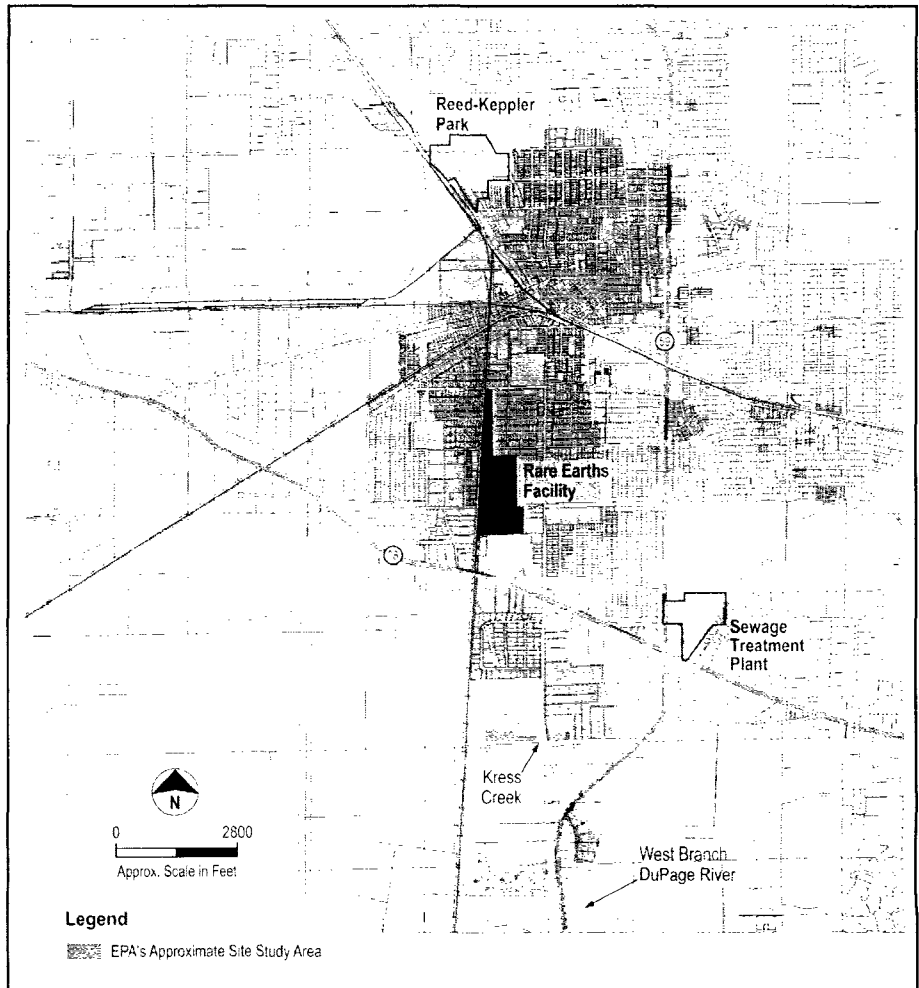 Reed-Keppler
Park
59
Rare Earths
Facility
Sewage
Treatment
Plant
Kress
Creek
N
0 2800
Approx. Scale in Feet
West Branch
DuPage River
Legend
EPA's Approximate Site Study Area